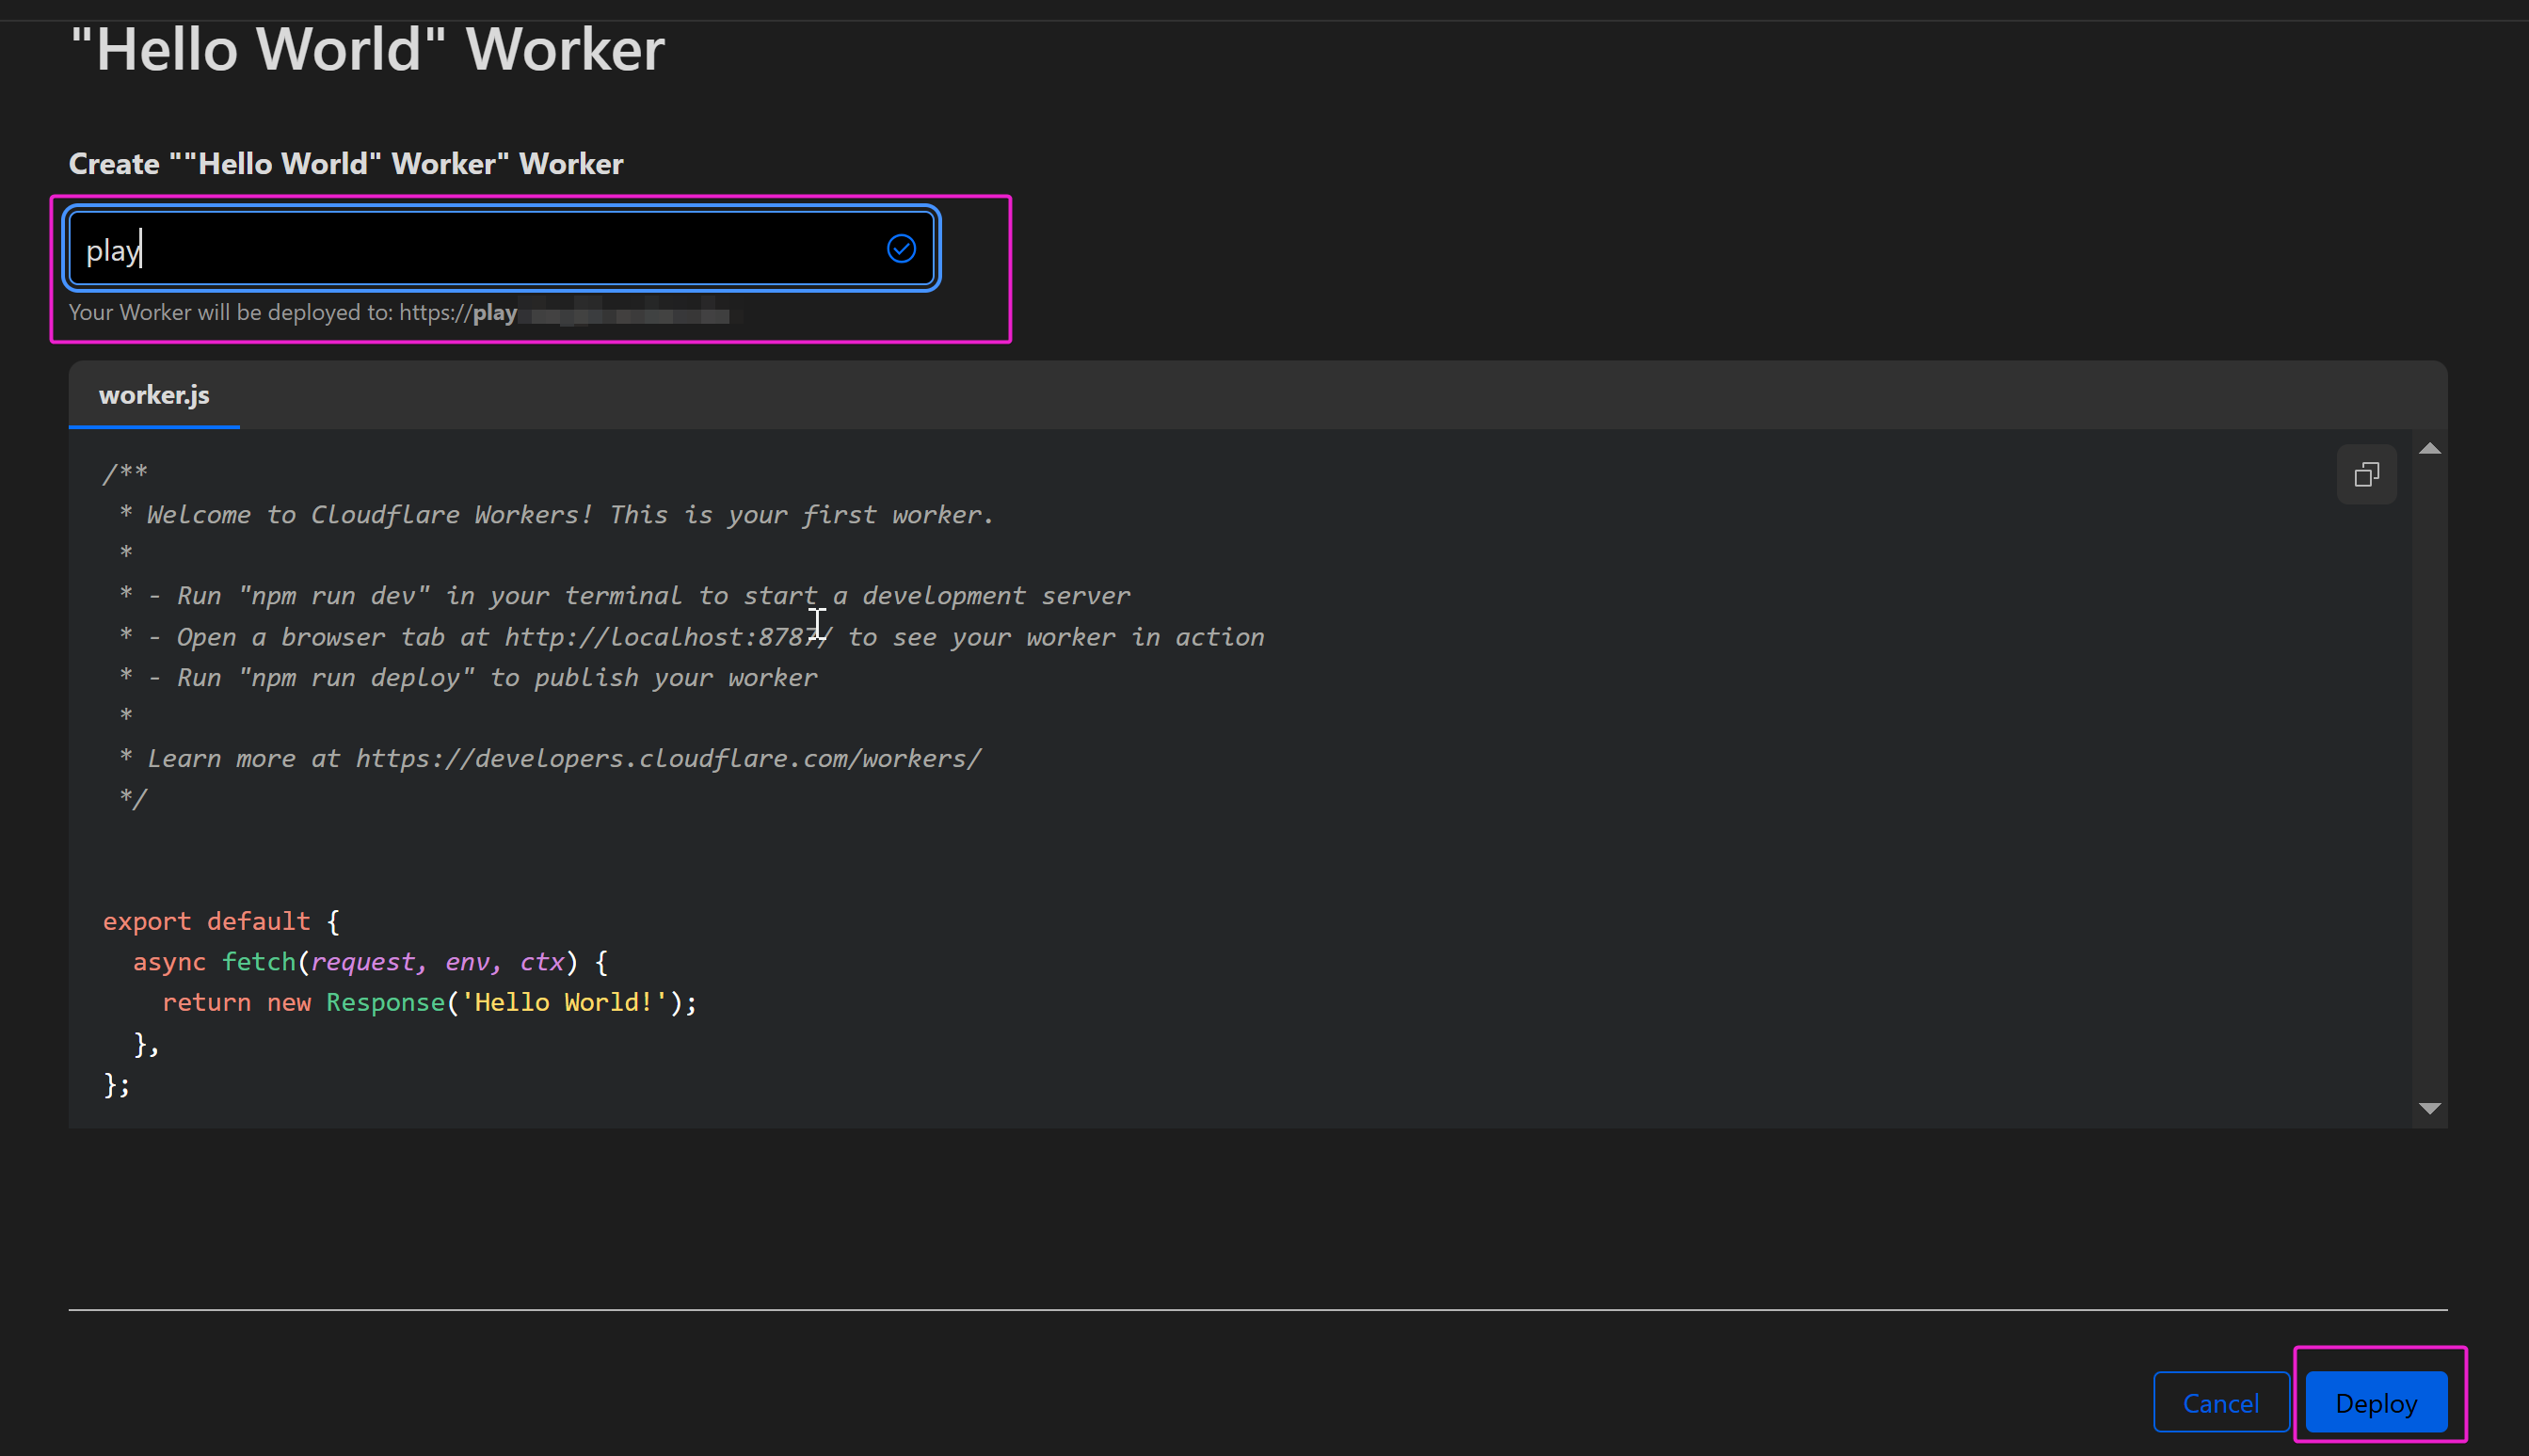 "Hello World" Worker
Create ""Hello World" Worker" Worker
play
Your Worker will be deployed to: https://play
worker.js
/**
 * Welcome to Cloudflare Workers! This is your first worker.
 *
 * - Run "npm run dev" in your terminal to start a development server
 * - Open a browser tab at http://localhost:8787/ to see your worker in action
 * - Run "npm run deploy" to publish your worker
 *
 * Learn more at https://developers.cloudflare.com/workers/
 */
export default {
  async fetch(request, env, ctx) {
    return new Response('Hello World!');
  },
};
Cancel
Deploy